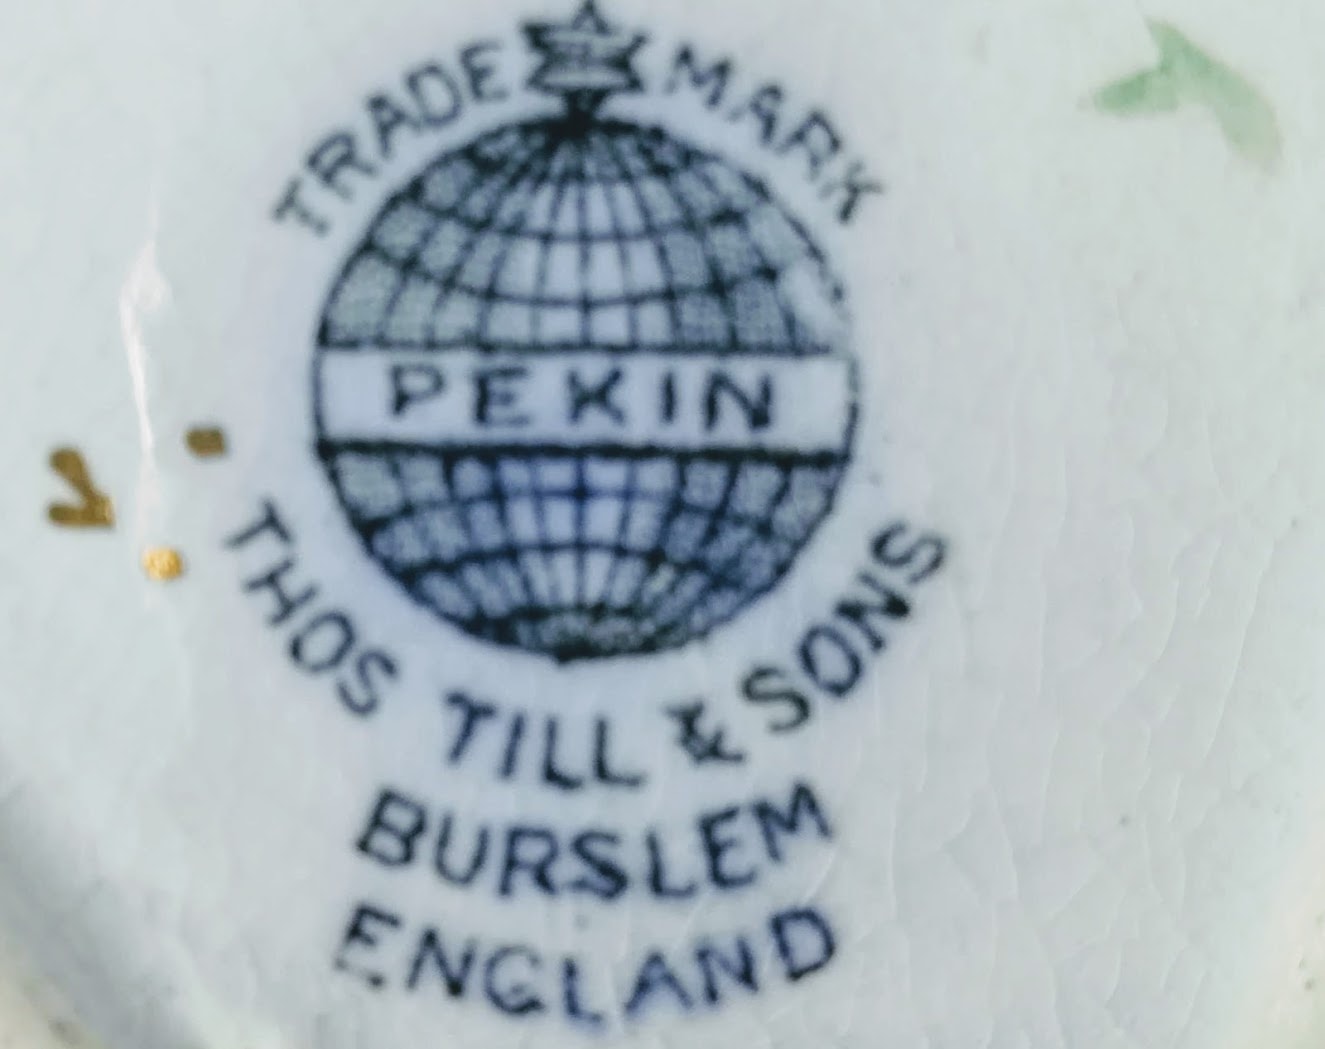 TRADE MARK
PEKIN
THOS TILL & SONS
BURSLEM
ENGLAND